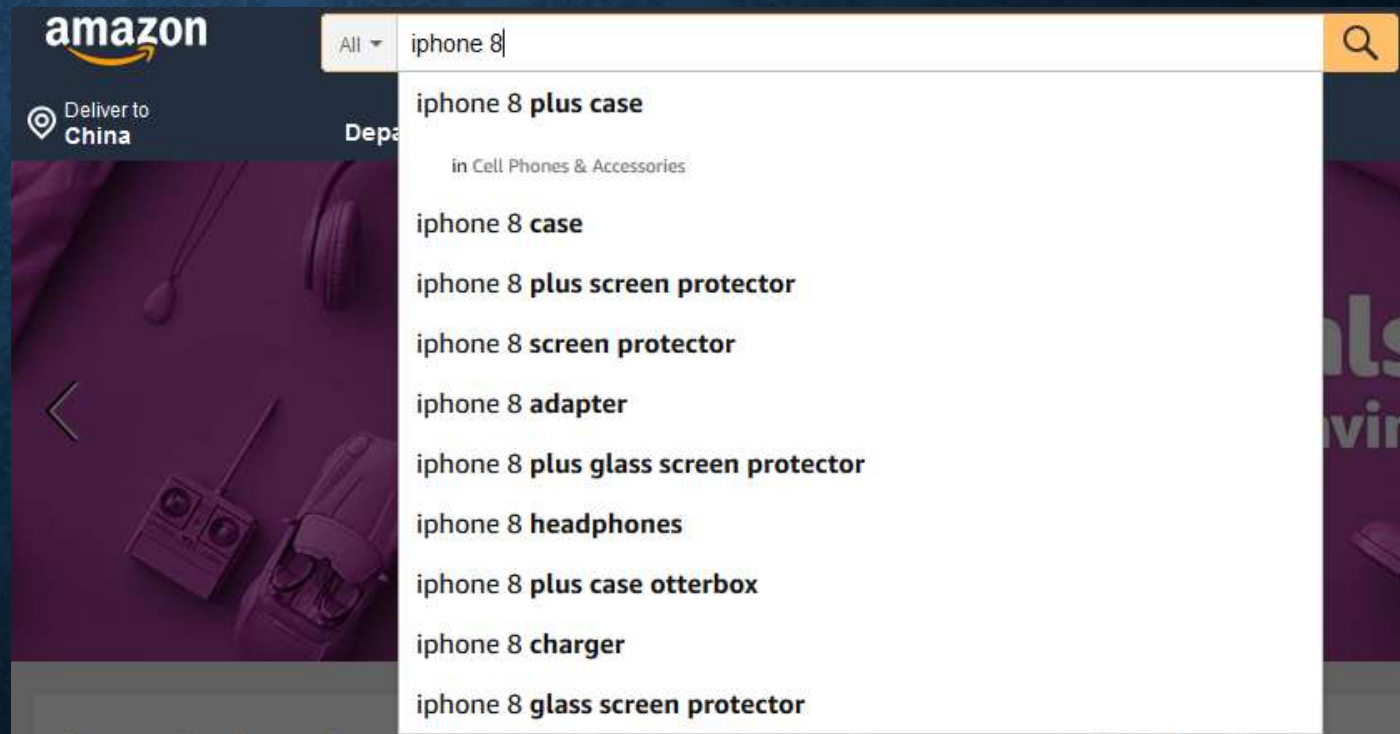 amazon
All
iphone 8
Deliver to
China
iphone 8 plus case
in Cell Phones & Accessories
iphone 8 case
iphone 8 plus screen protector
iphone 8 screen protector
iphone 8 adapter
iphone 8 plus glass screen protector
iphone 8 headphones
iphone 8 plus case otterbox
iphone 8 charger
iphone 8 glass screen protector